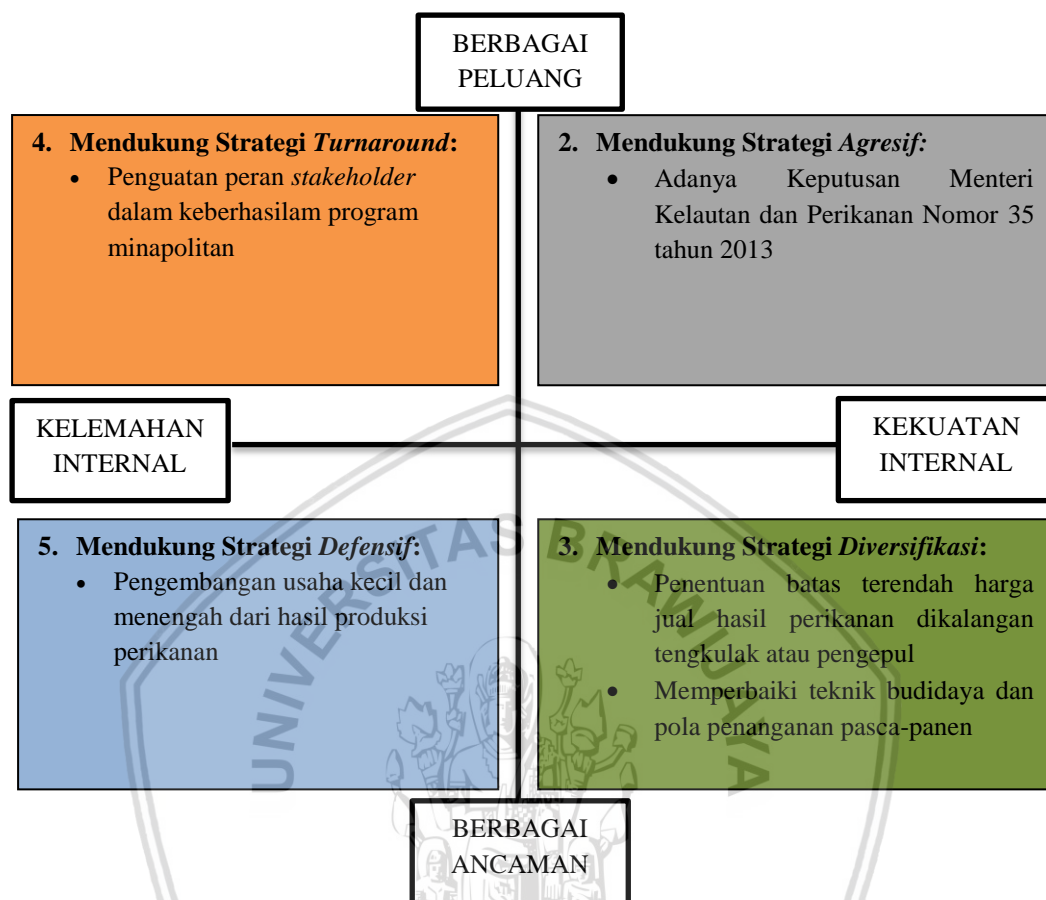 BERBAGAI
PELUANG
4. Mendukung Strategi Turnaround:
• Penguatan peran stakeholder
dalam keberhasilam program
minapolitan
2. Mendukung Strategi Agresif:
• Adanya Keputusan Menteri
Kelautan dan Perikanan Nomor 35
tahun 2013
KELEMAHAN
INTERNAL
KEKUATAN
INTERNAL
5. Mendukung Strategi Defensif:
• Pengembangan usaha kecil dan
menengah dari hasil produksi
perikanan
3. Mendukung Strategi Diversifikasi:
• Penentuan batas terendah harga
jual hasil perikanan dikalangan
tengkulak atau pengepul
• Memperbaiki teknik budidaya dan
pola penanganan pasca-panen
BERBAGAI
ANCAMAN
UNIVERSITAS BRAWIJAYA